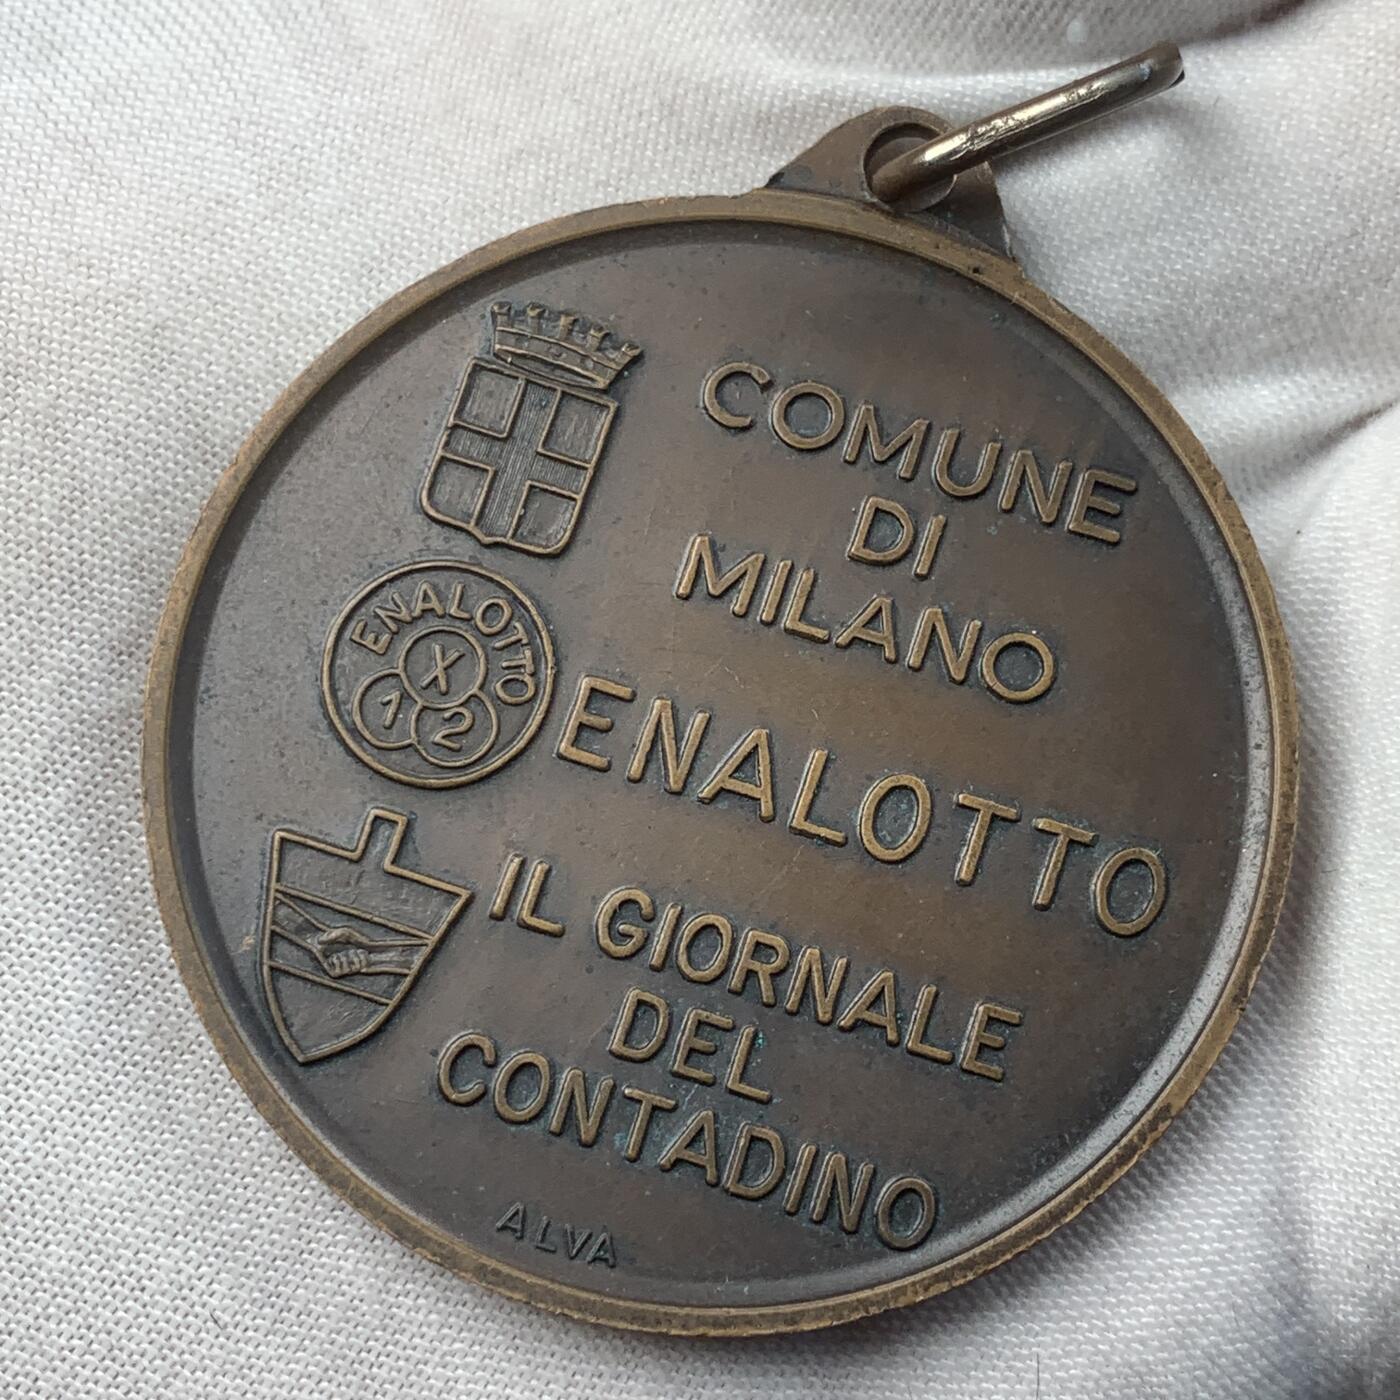 COMUNE
DI
MILANO
ENALOTTO
X
1 2
ENALOTTO
IL GIORNALE
DEL
CONTADINO
ALVA